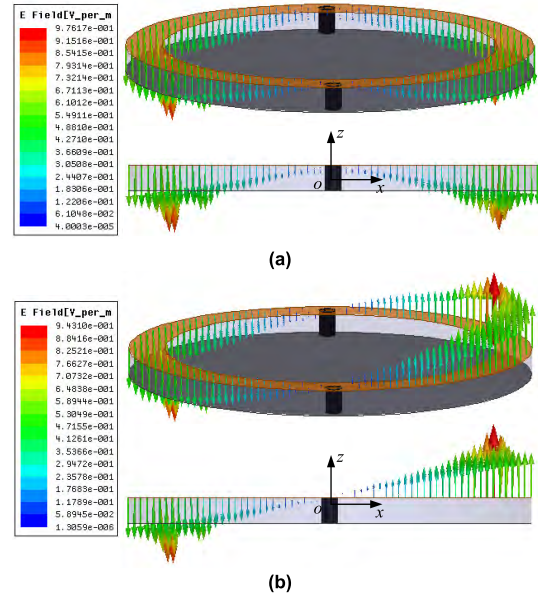 E Field[V_per_m
9.7617e-001
9.1516e-001
8.5415e-001
7.9314e-001
7.3214e-001
6.7113e-001
6.1012e-001
5.4911e-001
4.8810e-001
4.2710e-001
3.6609e-001
3.0508e-001
2.4407e-001
1.8306e-001
1.2206e-001
6.1048e-002
4.0003e-005
z
o
x
(a)
E Field[V_per_m
9.4310e-001
8.8416e-001
8.2521e-001
7.6627e-001
7.0732e-001
6.4838e-001
5.8944e-001
5.3049e-001
4.7155e-001
4.1261e-001
3.5366e-001
2.9472e-001
2.3578e-001
1.7683e-001
1.1789e-001
5.8945e-002
1.3059e-006
z
o
x
(b)